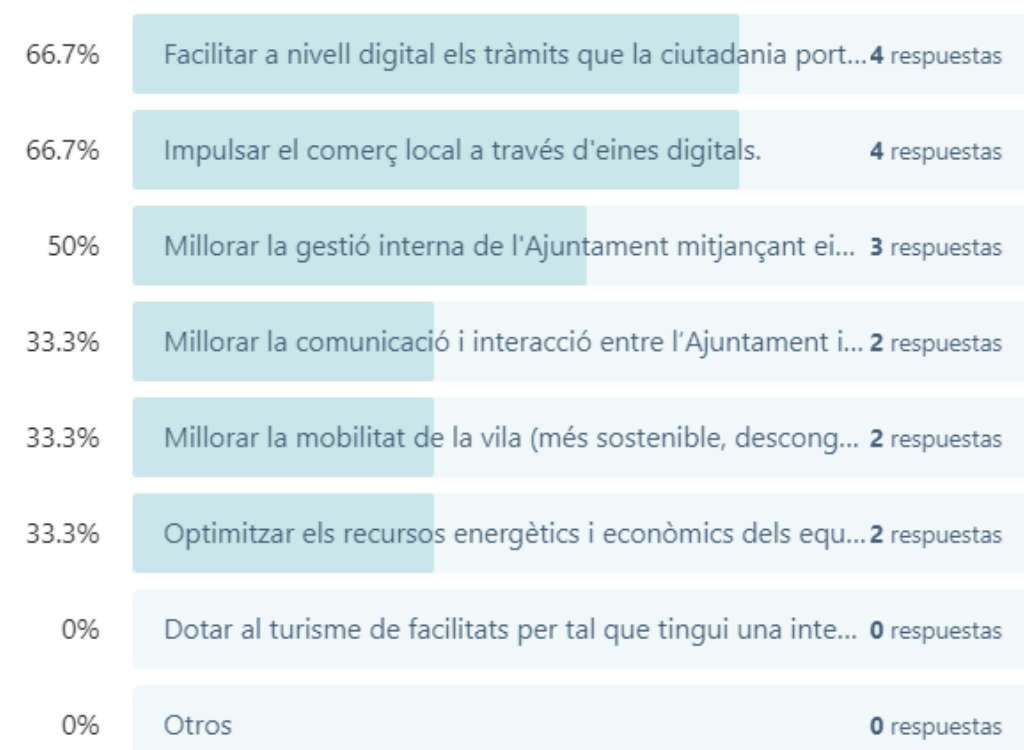 66.7% Facilitar a nivell digital els tràmits que la ciutadania port... 4 respuestas
66.7% Impulsar el comerç local a través d'eines digitals. 4 respuestas
50% Millorar la gestió interna de l'Ajuntament mitjançant ei... 3 respuestas
33.3% Millorar la comunicació i interacció entre l’Ajuntament i... 2 respuestas
33.3% Millorar la mobilitat de la vila (més sostenible, descong... 2 respuestas
33.3% Optimitzar els recursos energètics i econòmics dels equ... 2 respuestas
0% Dotar al turisme de facilitats per tal que tingui una inte... 0 respuestas
0% Otros 0 respuestas